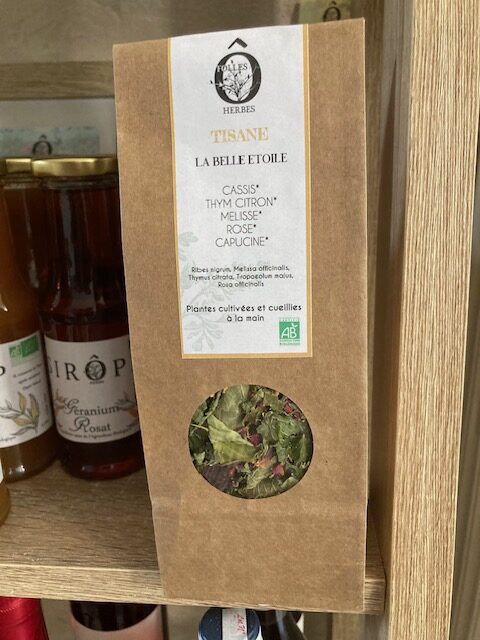 Ô
FOLLES
HERBES
TISANE
LA BELLE ETOILE
CASSIS*
THYM CITRON*
MELISSE*
ROSE*
CAPUCINE*
Ribes nigrum, Melissa officinalis,
Thymus citrata, Tropaeolum maius,
Rosa officinalis
Plantes cultivées et cueillies
à la main
AB
SIRÔP
Géranium
Rosat
P